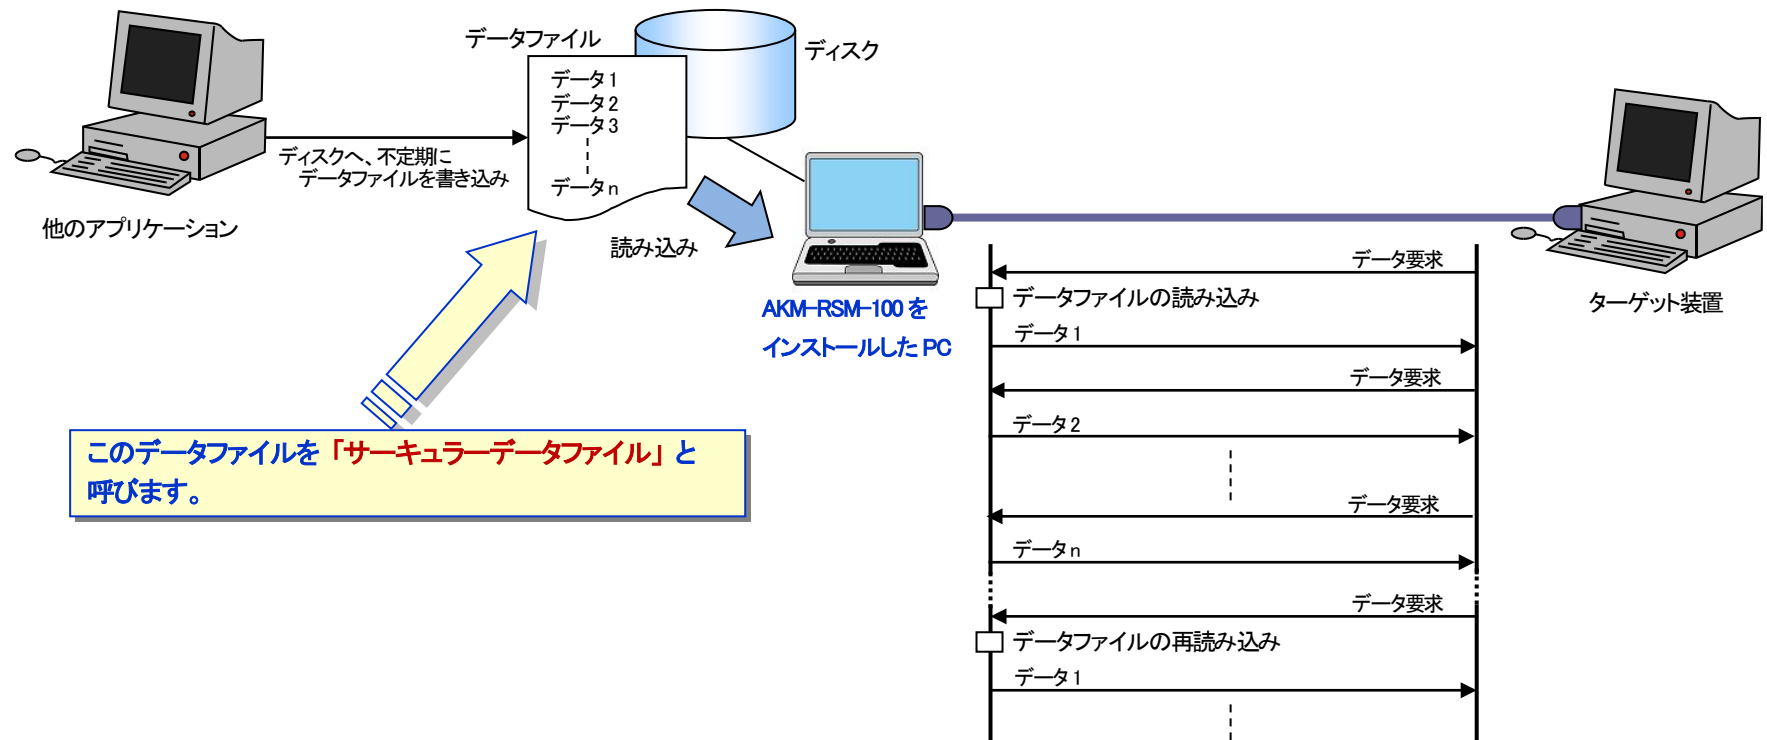 データファイル
ディスク
データ1
データ2
データ3
データn
ディスクへ、不定期に
データファイルを書き込み
他のアプリケーション
読み込み
AKM-RSM-100を
インストールしたPC
ターゲット装置
このデータファイルを「サーキュラーデータファイル」と
呼びます。
データ要求
データファイルの読み込み
データ1
データ要求
データ2
データ要求
データn
データ要求
データファイルの再読み込み
データ1